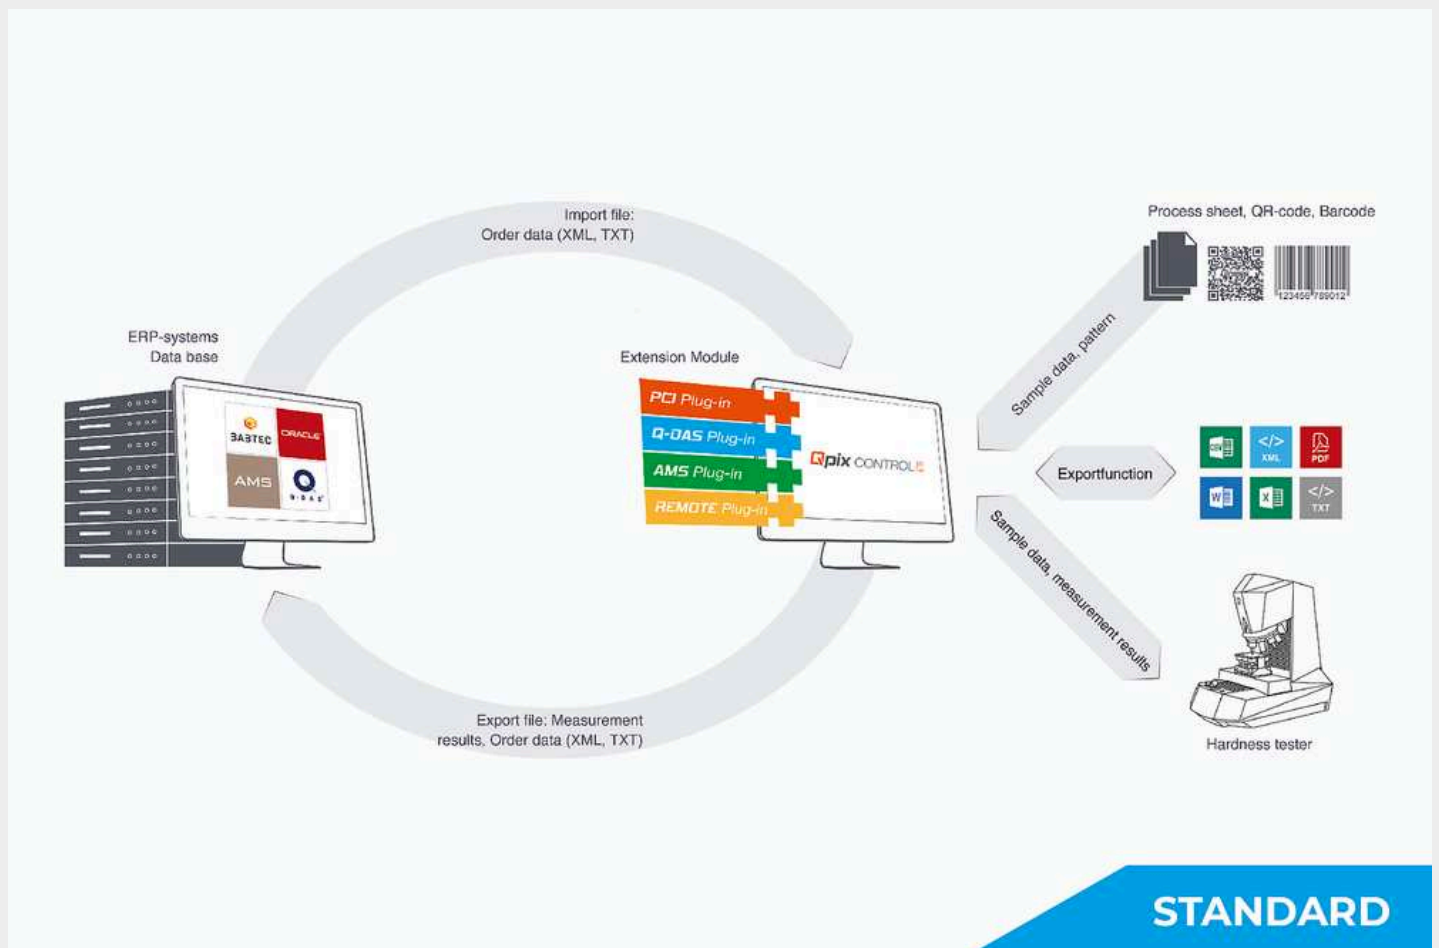 Import file:
Order data (XML, TXT)
Process sheet, QR-code, Barcode
123456 789012
Sample data, pattern
ERP-systems
Data base
BABTEC
ORACLE
AMS
Q-DAS
Extension Module
PCI Plug-in
Q-DAS Plug-in
AMS Plug-in
REMOTE Plug-in
Qpix CONTROL
Exportfunction
</>
XML
PDF
W
X
</>
TXT
Sample data, measurement results
Export file: Measurement
results, Order data (XML, TXT)
Hardness tester
STANDARD